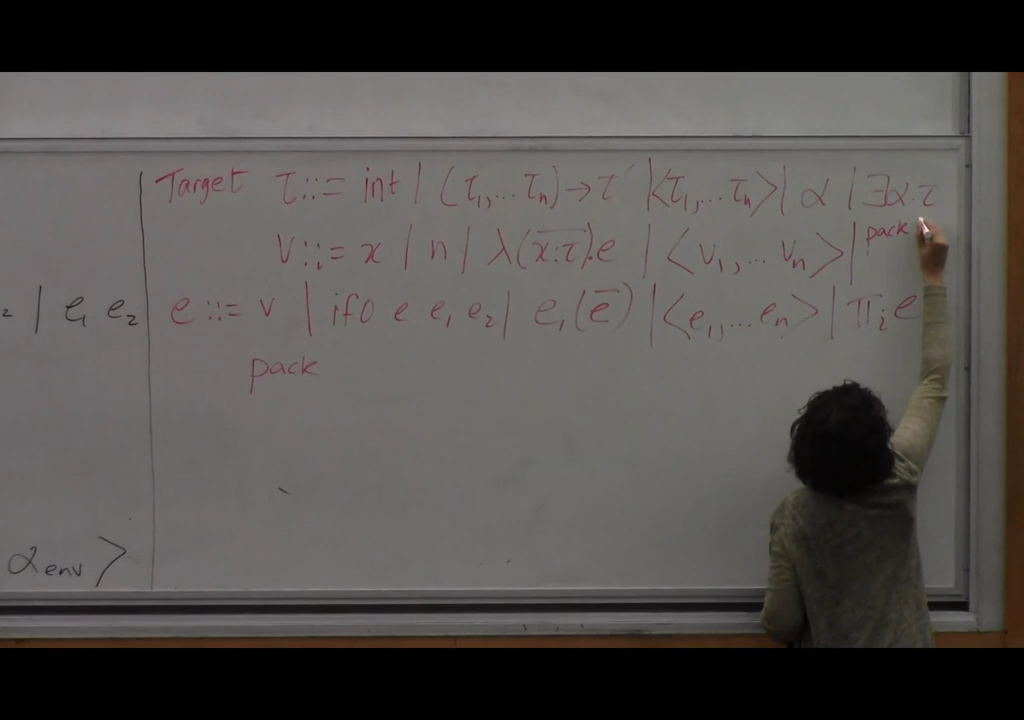 Target τ ::= int | (τ₁,... τₙ) → τ' | <τ₁,... τₙ> | α | ∃α.τ
v ::= x | n | λ(x̅:̅τ̅).e | <v₁,... vₙ> | pack
₂ | e₁ e₂
e ::= v | if0 e e₁ e₂ | e₁(e̅) | <e₁,... eₙ> | πᵢ e
pack
α_env >